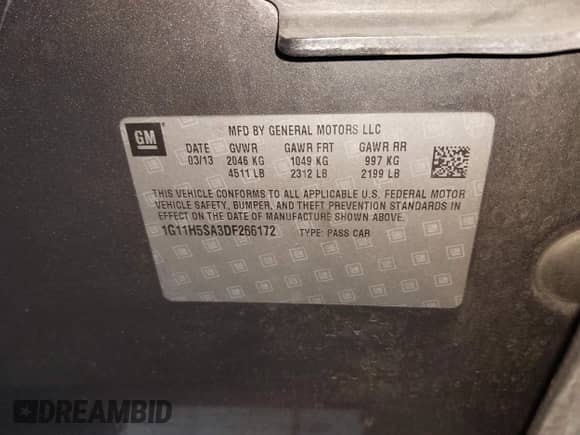 GM
MFD BY GENERAL MOTORS LLC
DATE GVWR GAWR FRT GAWR RR
03/13 2046 KG 1049 KG 997 KG
4511 LB 2312 LB 2199 LB
THIS VEHICLE CONFORMS TO ALL APPLICABLE U.S. FEDERAL MOTOR
VEHICLE SAFETY, BUMPER, AND THEFT PREVENTION STANDARDS IN
EFFECT ON THE DATE OF MANUFACTURE SHOWN ABOVE.
1G11H5SA3DF266172 TYPE: PASS CAR
DREAMBID